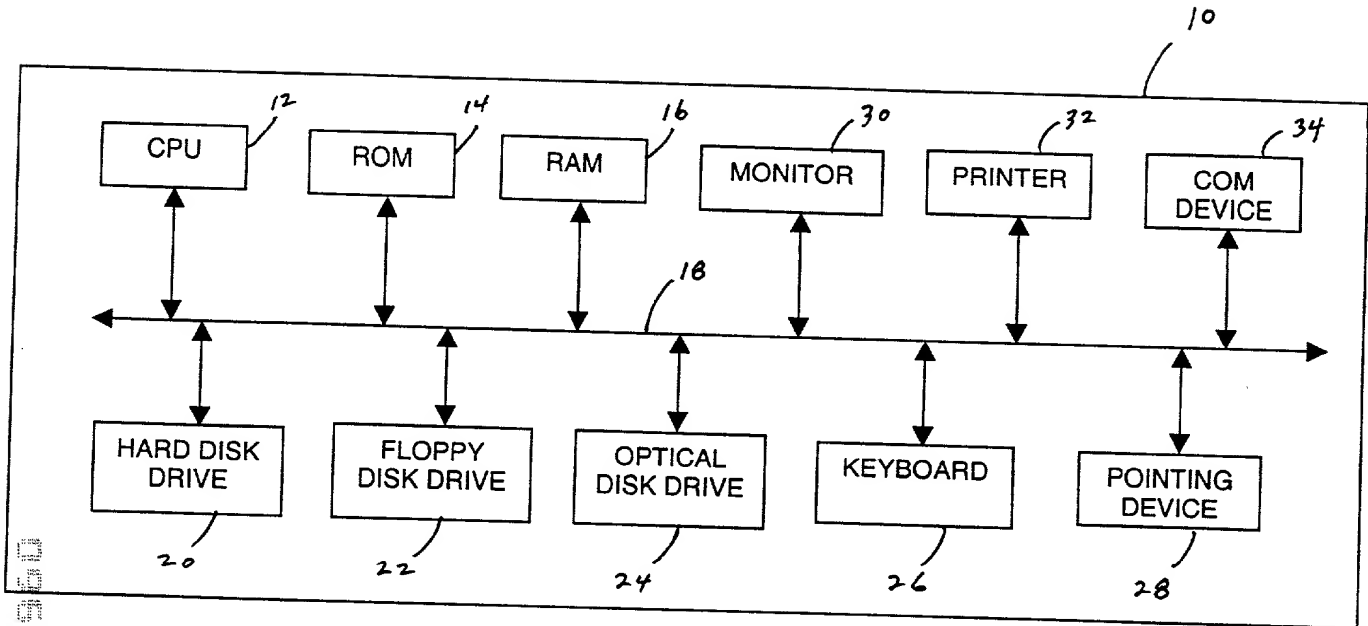 10
12
14
16
30
32
34
CPU
ROM
RAM
MONITOR
PRINTER
COM
DEVICE
18
HARD DISK
DRIVE
FLOPPY
DISK DRIVE
OPTICAL
DISK DRIVE
KEYBOARD
POINTING
DEVICE
20
22
24
26
28